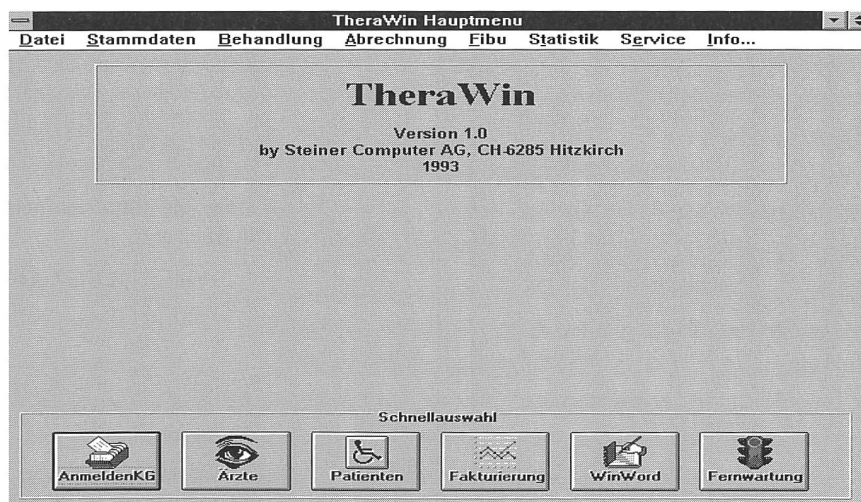 TheraWin Hauptmenu
Datei Stammdaten Behandlung Abrechnung Fibu Statistik Service Info...
TheraWin
Version 1.0
by Steiner Computer AG, CH-6285 Hitzkirch
1993
Schnellauswahl
AnmeldenKG Ärzte Patienten Fakturierung WinWord Fernwartung